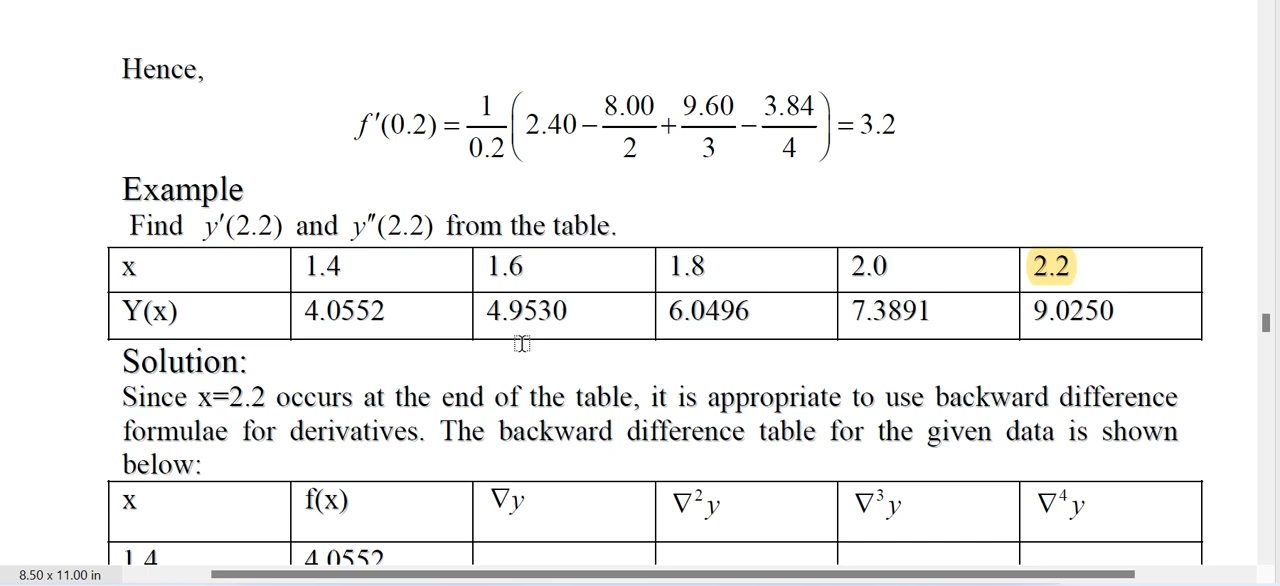 Hence,
f′(0.2) = 1/0.2 (2.40 − 8.00/2 + 9.60/3 − 3.84/4) = 3.2
Example
Find y′(2.2) and y″(2.2) from the table.
x 1.4 1.6 1.8 2.0 2.2
Y(x) 4.0552 4.9530 6.0496 7.3891 9.0250
Solution:
Since x=2.2 occurs at the end of the table, it is appropriate to use backward difference
formulae for derivatives. The backward difference table for the given data is shown
below:
x f(x) ∇y ∇²y ∇³y ∇⁴y
1.4 4.0552
8.50 x 11.00 in